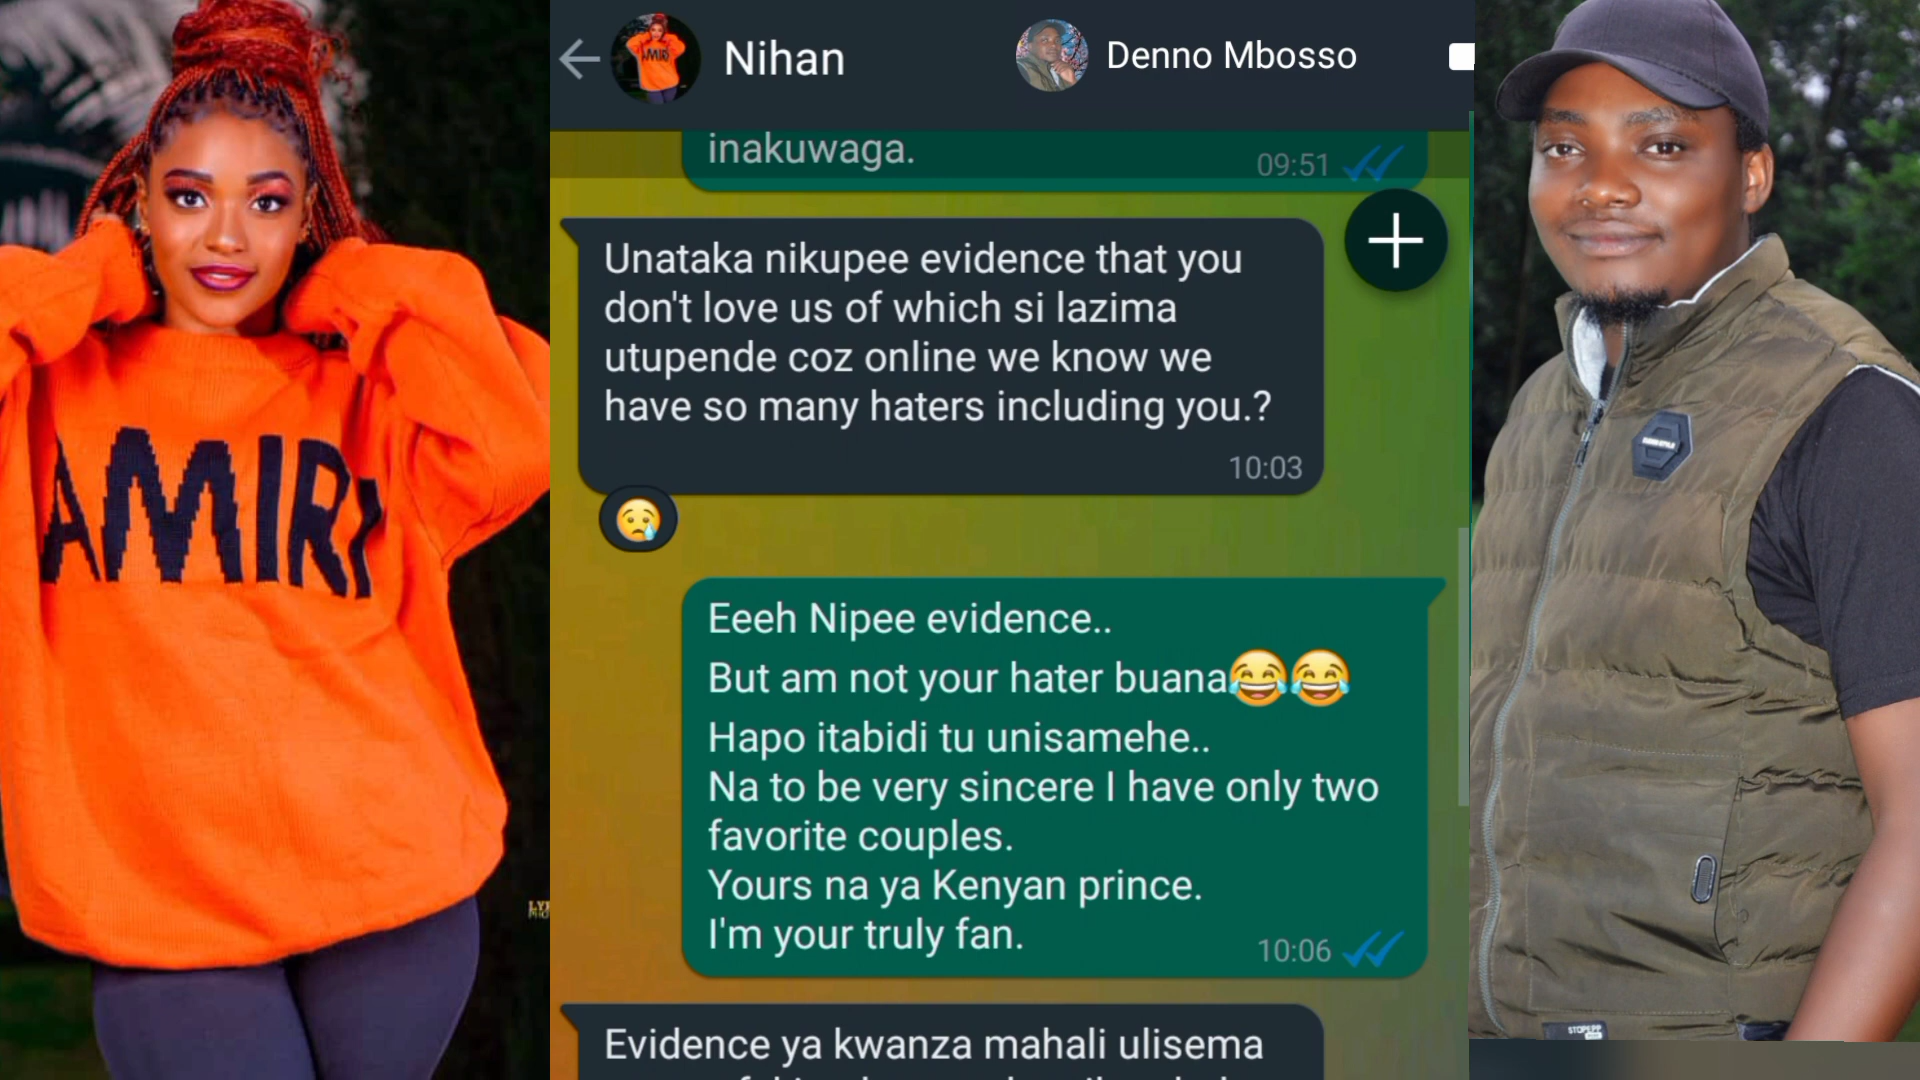 AMIRI
Nihan
Denno Mbosso
inakuwaga.
09:51
Unataka nikupee evidence that you
don't love us of which si lazima
utupende coz online we know we
have so many haters including you.?
10:03
Eeeh Nipee evidence..
But am not your hater buana😂😂
Hapo itabidi tu unisamehe..
Na to be very sincere I have only two
favorite couples.
Yours na ya Kenyan prince.
I'm your truly fan.
10:06
Evidence ya kwanza mahali ulisema